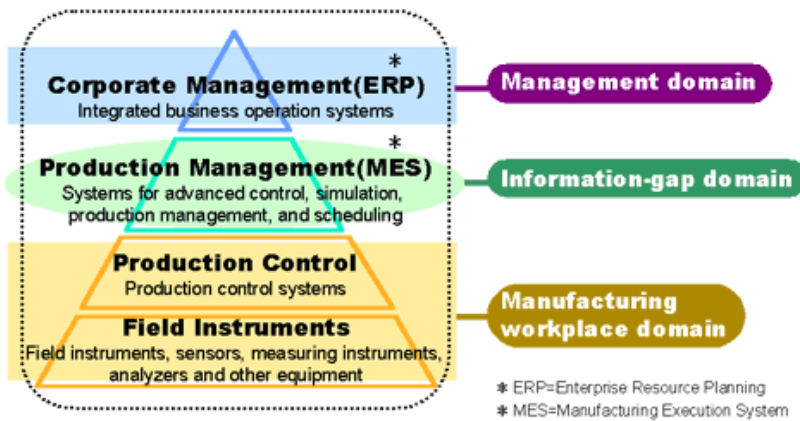 *
Corporate Management(ERP)
Integrated business operation systems
Management domain
*
Production Management(MES)
Systems for advanced control, simulation,
production management, and scheduling
Information-gap domain
Production Control
Production control systems
Field Instruments
Field instruments, sensors, measuring instruments,
analyzers and other equipment
Manufacturing
workplace domain
* ERP=Enterprise Resource Planning
* MES=Manufacturing Execution System